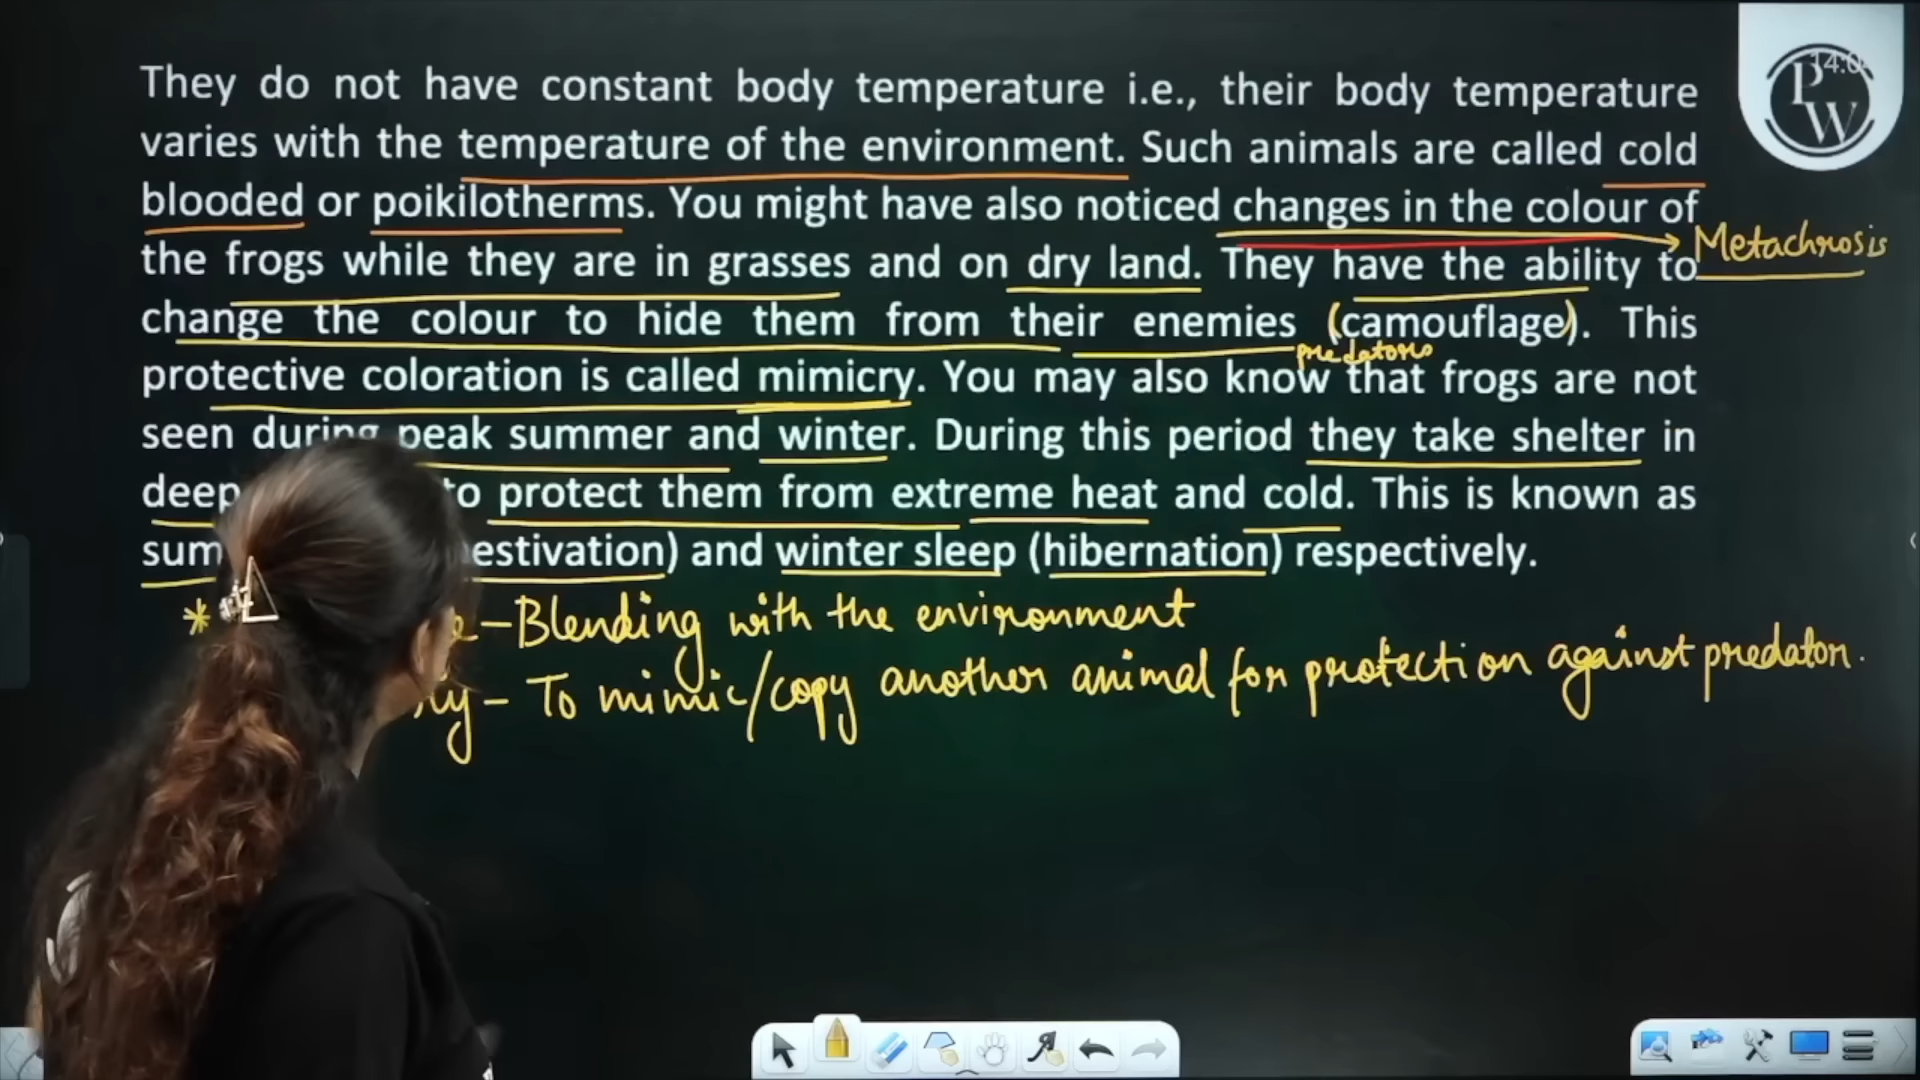 They do not have constant body temperature i.e., their body temperature
varies with the temperature of the environment. Such animals are called cold
blooded or poikilotherms. You might have also noticed changes in the colour of
Metachrosis
the frogs while they are in grasses and on dry land. They have the ability to
change the colour to hide them from their enemies (camouflage). This
predators
protective coloration is called mimicry. You may also know that frogs are not
seen during peak summer and winter. During this period they take shelter in
deep to protect them from extreme heat and cold. This is known as
estivation) and winter sleep (hibernation) respectively.
* – Blending with the environment
– To mimic/copy another animal for protection against predator.
PW